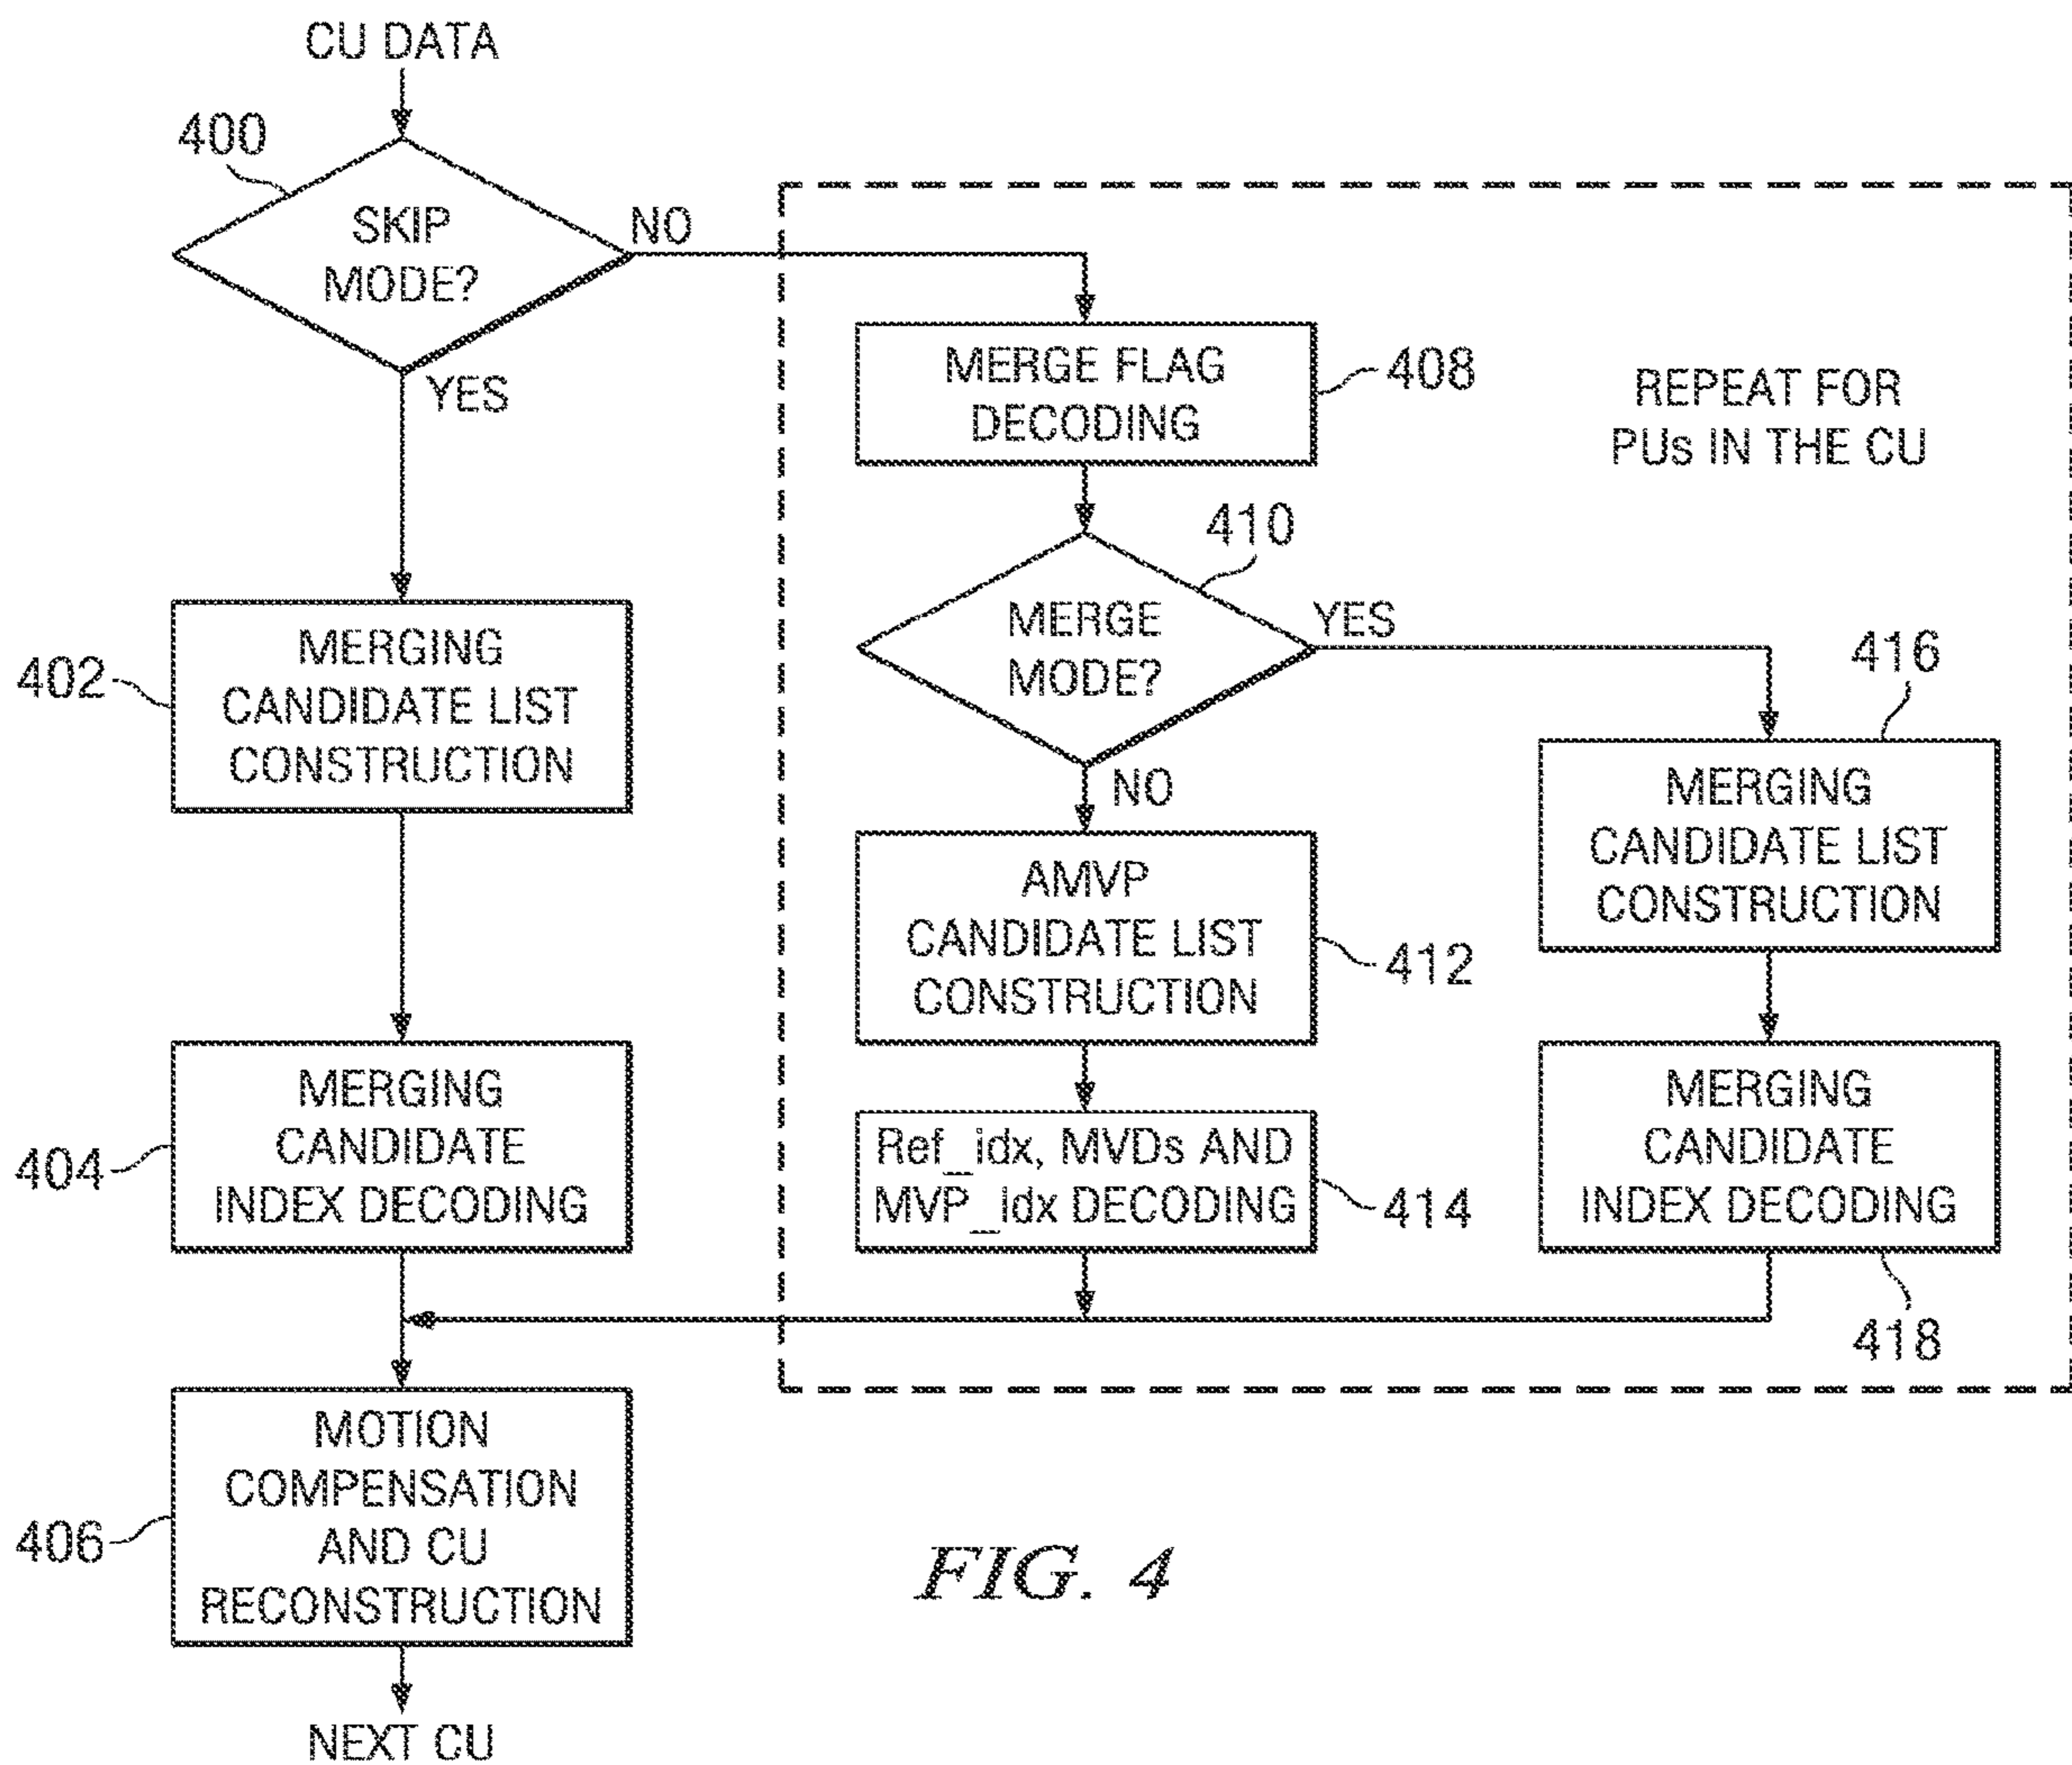 CU DATA
400
SKIP
MODE?
NO
YES
402
MERGING
CANDIDATE LIST
CONSTRUCTION
404
MERGING
CANDIDATE
INDEX DECODING
406
MOTION
COMPENSATION
AND CU
RECONSTRUCTION
NEXT CU
MERGE FLAG
DECODING
408
REPEAT FOR
PUs IN THE CU
410
MERGE
MODE?
YES
NO
AMVP
CANDIDATE LIST
CONSTRUCTION
412
Ref_idx, MVDs AND
MVP_idx DECODING
414
416
MERGING
CANDIDATE LIST
CONSTRUCTION
MERGING
CANDIDATE
INDEX DECODING
418
FIG. 4